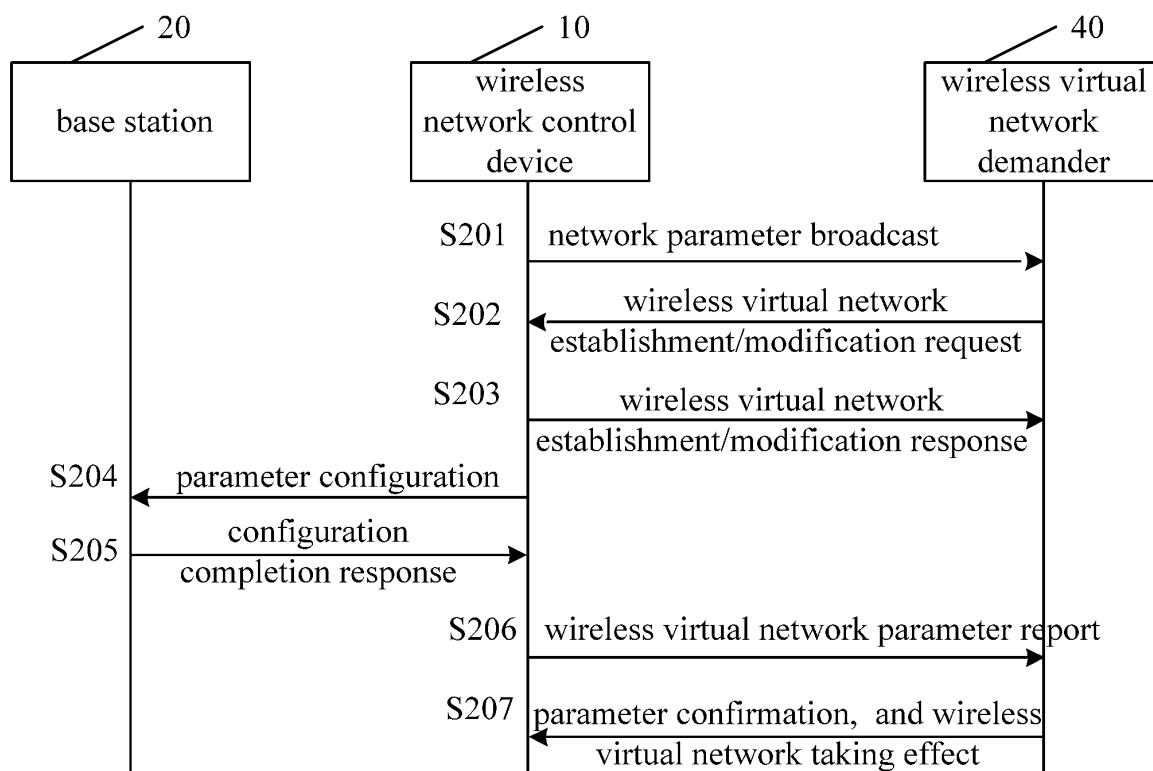 20
10
40
base station
wireless
network control
device
wireless virtual
network
demander
S201
network parameter broadcast
S202
wireless virtual network
establishment/modification request
S203
wireless virtual network
establishment/modification response
S204
parameter configuration
S205
configuration
completion response
S206
wireless virtual network parameter report
S207
parameter confirmation, and wireless
virtual network taking effect